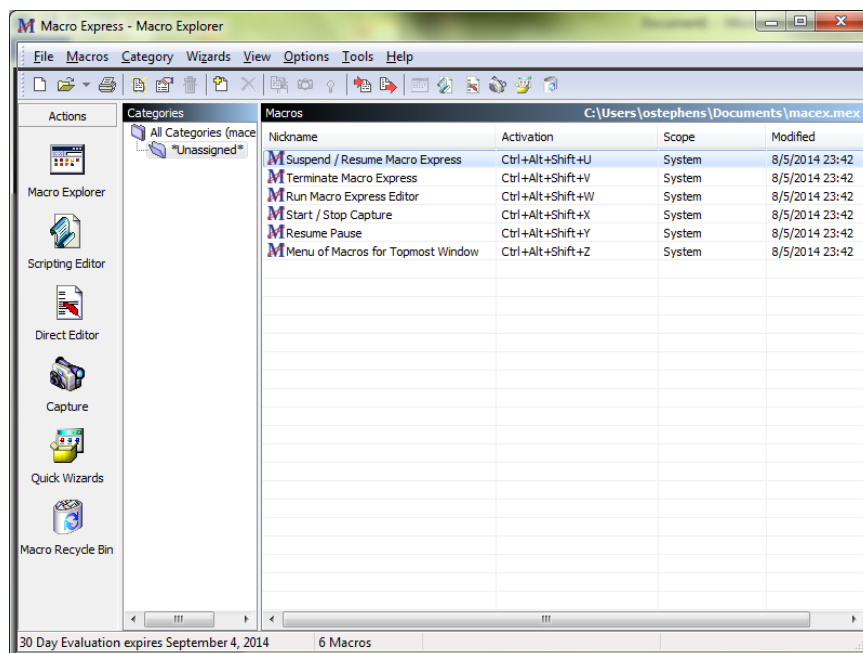 Macro Express - Macro Explorer
File Macros Category Wizards View Options Tools Help
Actions
Macro Explorer
Scripting Editor
Direct Editor
Capture
Quick Wizards
Macro Recycle Bin
Categories
All Categories (mace
*Unassigned*
Macros C:\Users\ostephens\Documents\macex.mex
Nickname Activation Scope Modified
Suspend / Resume Macro Express Ctrl+Alt+Shift+U System 8/5/2014 23:42
Terminate Macro Express Ctrl+Alt+Shift+V System 8/5/2014 23:42
Run Macro Express Editor Ctrl+Alt+Shift+W System 8/5/2014 23:42
Start / Stop Capture Ctrl+Alt+Shift+X System 8/5/2014 23:42
Resume Pause Ctrl+Alt+Shift+Y System 8/5/2014 23:42
Menu of Macros for Topmost Window Ctrl+Alt+Shift+Z System 8/5/2014 23:42
30 Day Evaluation expires September 4, 2014 6 Macros